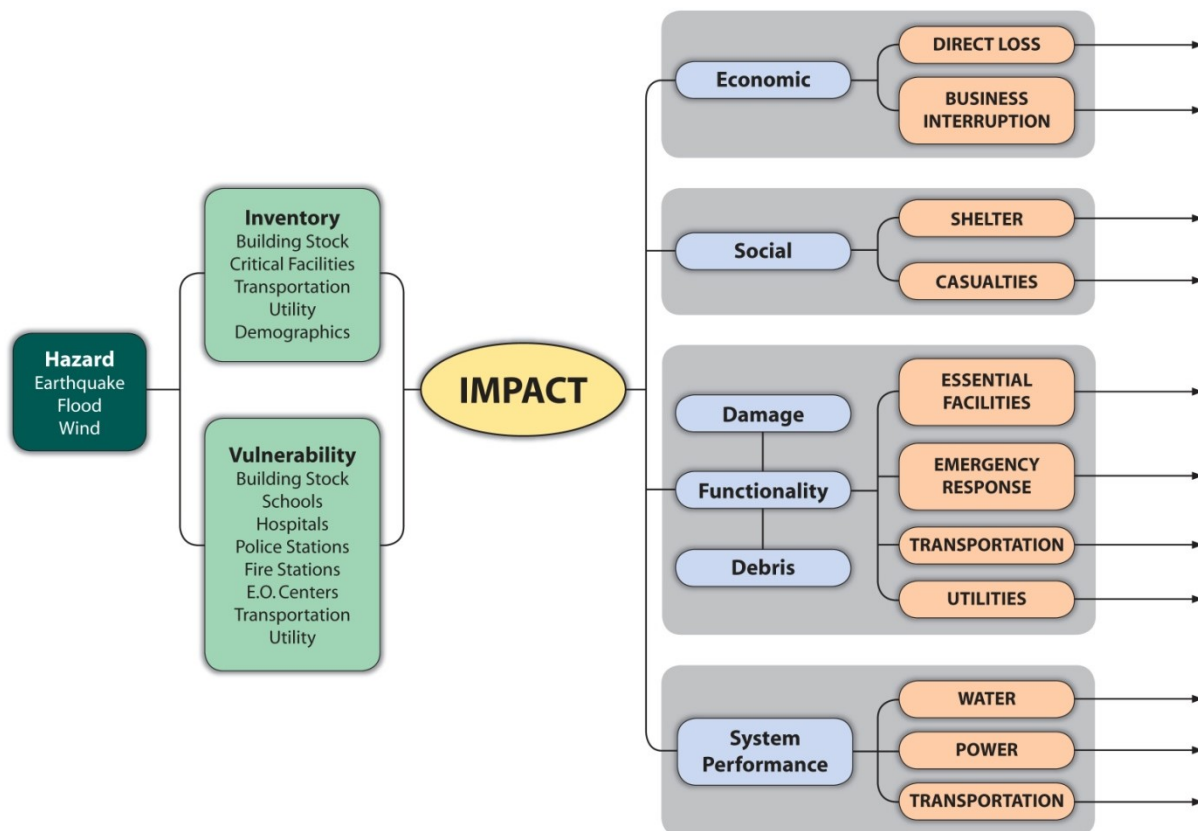 Hazard
Earthquake
Flood
Wind
Inventory
Building Stock
Critical Facilities
Transportation
Utility
Demographics
Vulnerability
Building Stock
Schools
Hospitals
Police Stations
Fire Stations
E.O. Centers
Transportation
Utility
IMPACT
Economic
DIRECT LOSS
BUSINESS
INTERRUPTION
Social
SHELTER
CASUALTIES
Damage
Functionality
Debris
ESSENTIAL
FACILITIES
EMERGENCY
RESPONSE
TRANSPORTATION
UTILITIES
System
Performance
WATER
POWER
TRANSPORTATION